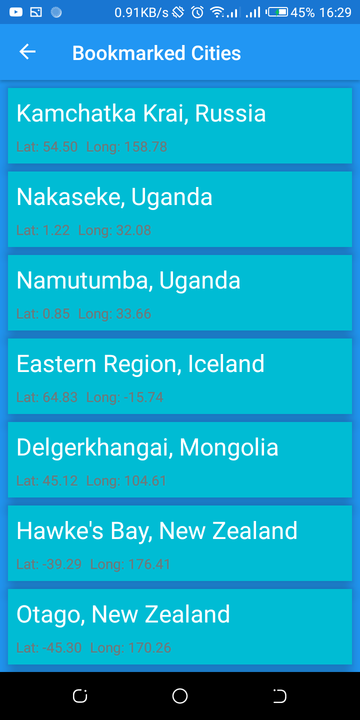 0.91KB/s 45% 16:29
Bookmarked Cities
Kamchatka Krai, Russia
Lat: 54.50 Long: 158.78
Nakaseke, Uganda
Lat: 1.22 Long: 32.08
Namutumba, Uganda
Lat: 0.85 Long: 33.66
Eastern Region, Iceland
Lat: 64.83 Long: -15.74
Delgerkhangai, Mongolia
Lat: 45.12 Long: 104.61
Hawke's Bay, New Zealand
Lat: -39.29 Long: 176.41
Otago, New Zealand
Lat: -45.30 Long: 170.26